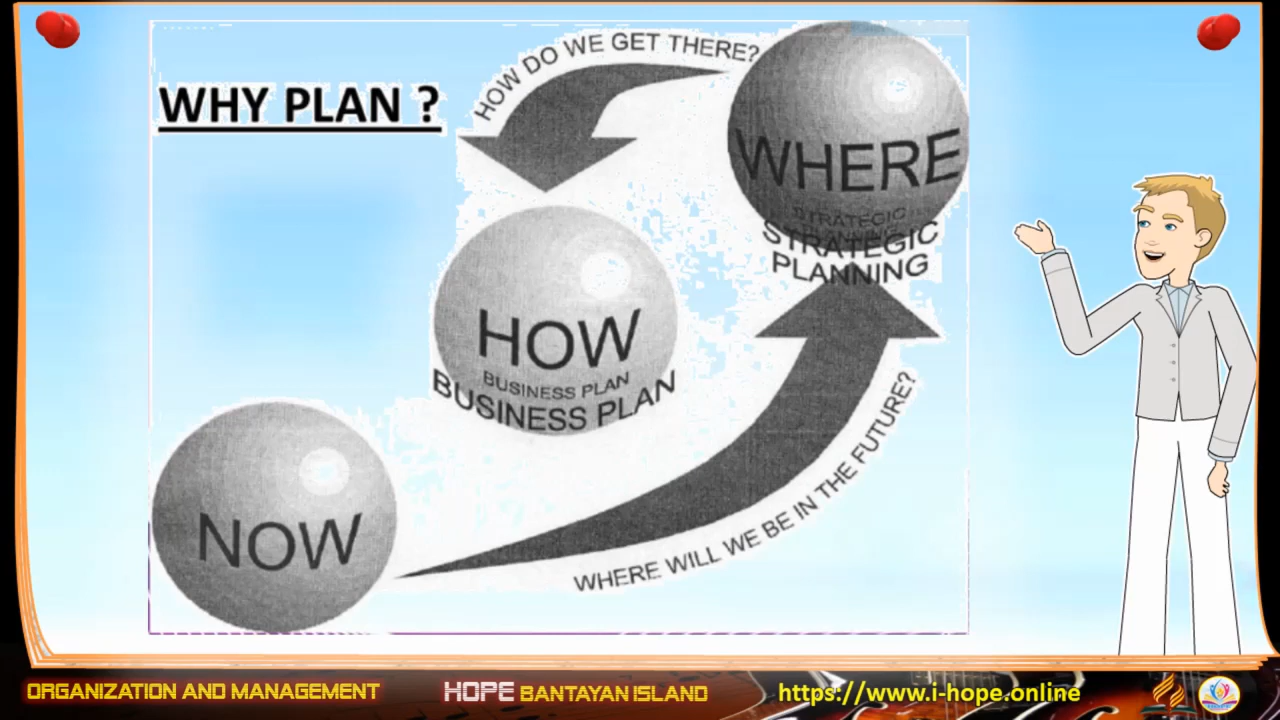 WHY PLAN ?
HOW DO WE GET THERE?
WHERE
STRATEGIC
PLANNING
STRATEGIC
PLANNING
HOW
BUSINESS PLAN
BUSINESS PLAN
NOW
WHERE WILL WE BE IN THE FUTURE?
ORGANIZATION AND MANAGEMENT
HOPE BANTAYAN ISLAND
https://www.i-hope.online